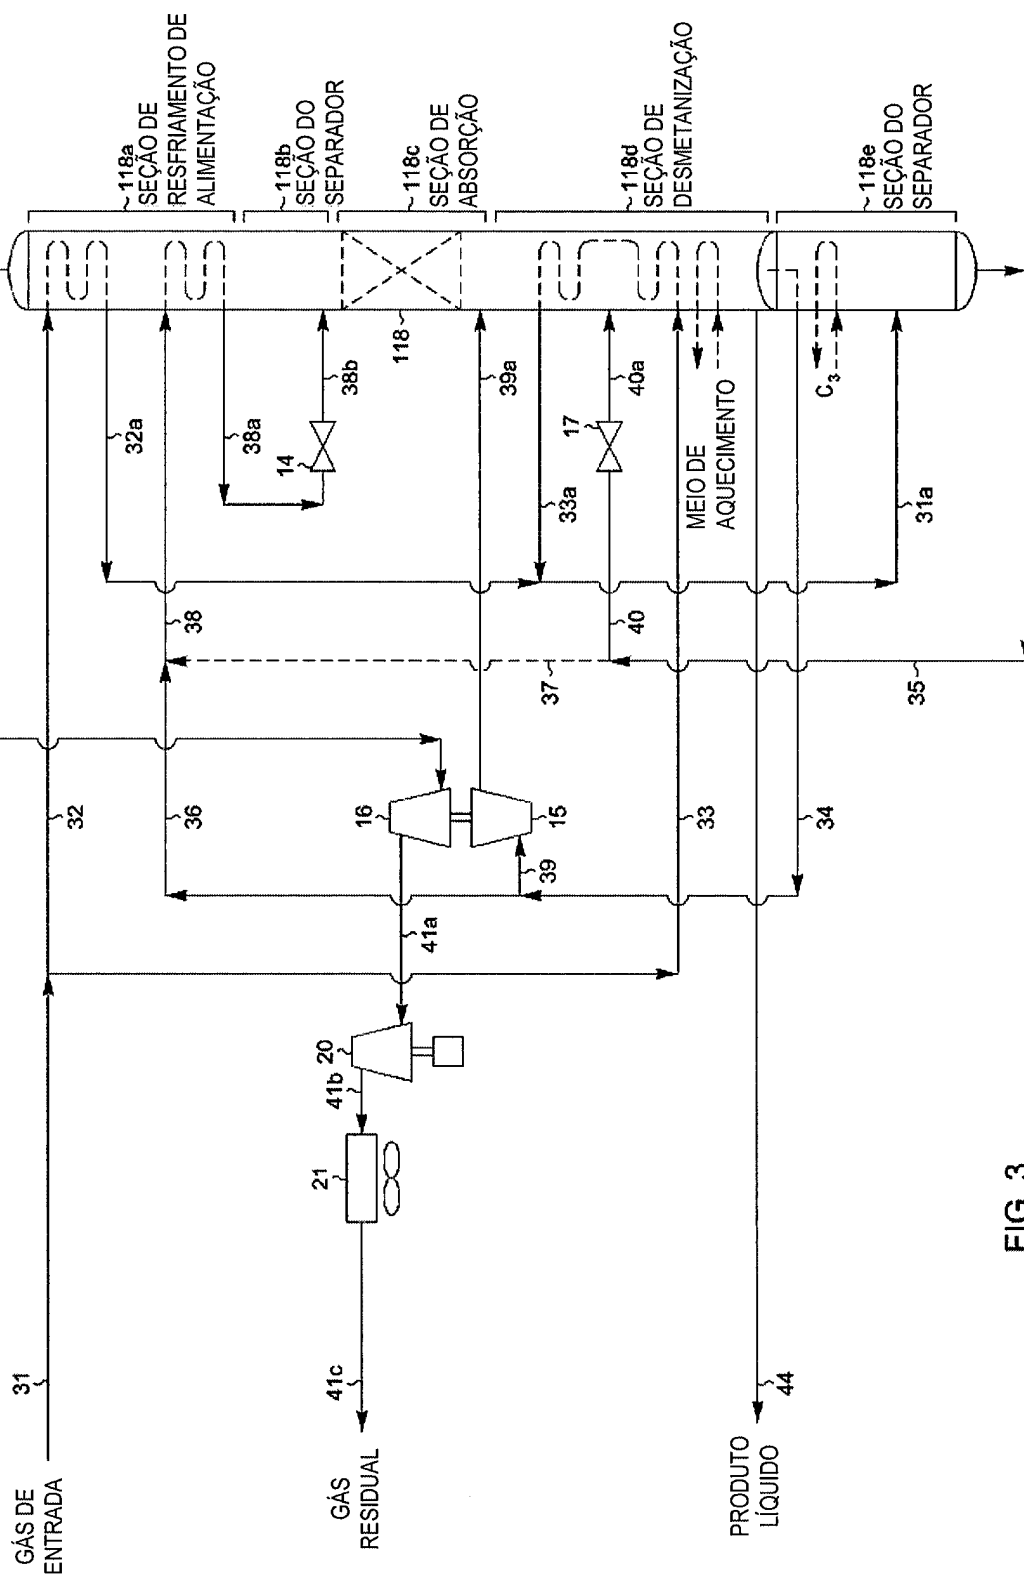 118a
SEÇÃO DE
RESFRIAMENTO DE
ALIMENTAÇÃO
118b
SEÇÃO DO
SEPARADOR
118c
SEÇÃO DE
ABSORÇÃO
118d
SEÇÃO DE
DESMETANIZAÇÃO
118e
SEÇÃO DO
SEPARADOR
118
32a
38a
14
38b
39a
33a
17
40a
MEIO DE
AQUECIMENTO
C3
31a
38
37
40
35
32
36
16
15
39
33
34
41a
20
41b
21
31
41c
44
GÁS DE
ENTRADA
GÁS
RESIDUAL
PRODUTO
LÍQUIDO
FIG. 3